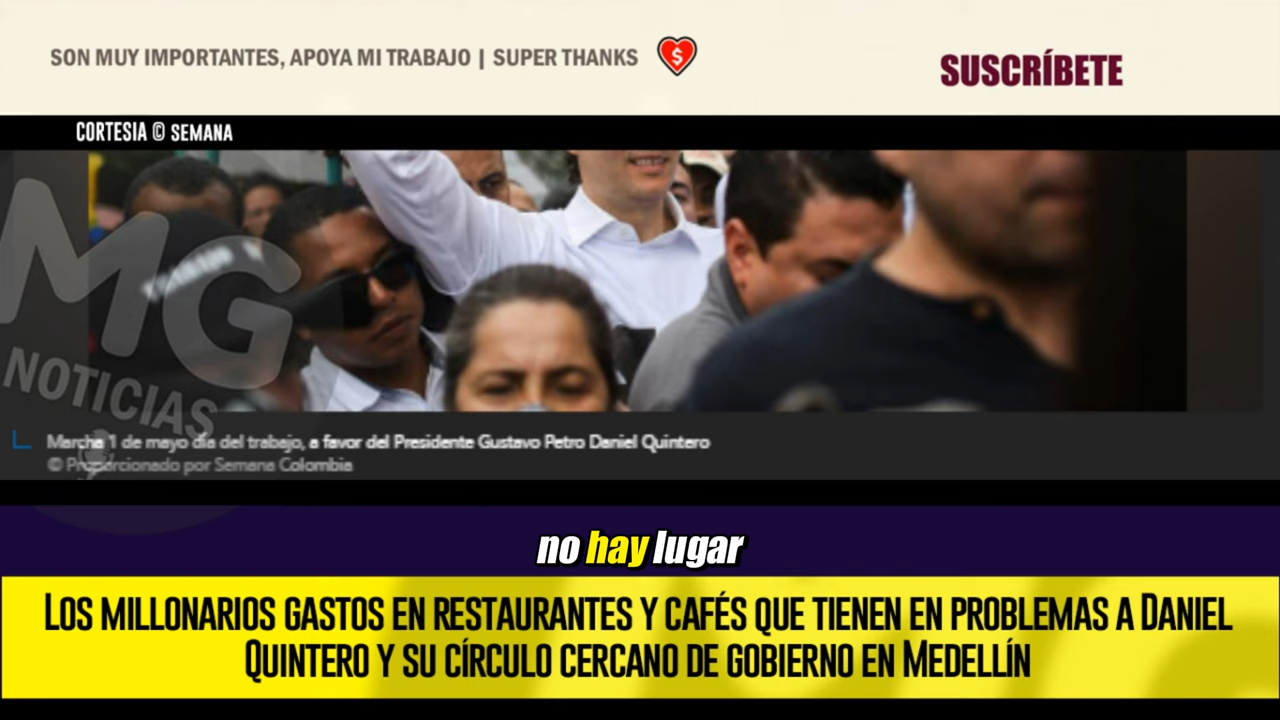 SON MUY IMPORTANTES, APOYA MI TRABAJO | SUPER THANKS
$
SUSCRÍBETE
CORTESIA © SEMANA
MG
NOTICIAS
Marcha 1 de mayo día del trabajo, a favor del Presidente Gustavo Petro Daniel Quintero
© Proporcionado por Semana Colombia
no hay lugar
LOS MILLONARIOS GASTOS EN RESTAURANTES Y CAFÉS QUE TIENEN EN PROBLEMAS A DANIEL
QUINTERO Y SU CÍRCULO CERCANO DE GOBIERNO EN MEDELLÍN